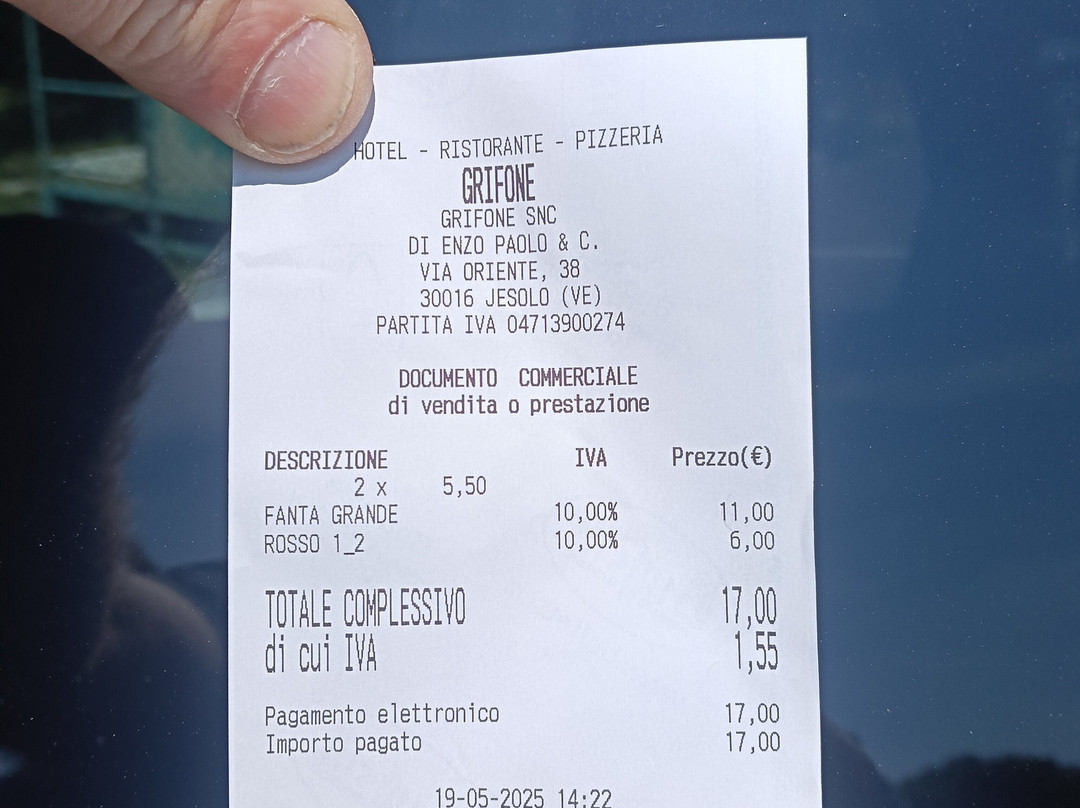 HOTEL - RISTORANTE - PIZZERIA
GRIFONE
GRIFONE SNC
DI ENZO PAOLO & C.
VIA ORIENTE, 38
30016 JESOLO (VE)
PARTITA IVA 04713900274
DOCUMENTO COMMERCIALE
di vendita o prestazione
DESCRIZIONE IVA Prezzo(€)
2 x 5,50
FANTA GRANDE 10,00% 11,00
ROSSO 1_2 10,00% 6,00
TOTALE COMPLESSIVO 17,00
di cui IVA 1,55
Pagamento elettronico 17,00
Importo pagato 17,00
19-05-2025 14:22